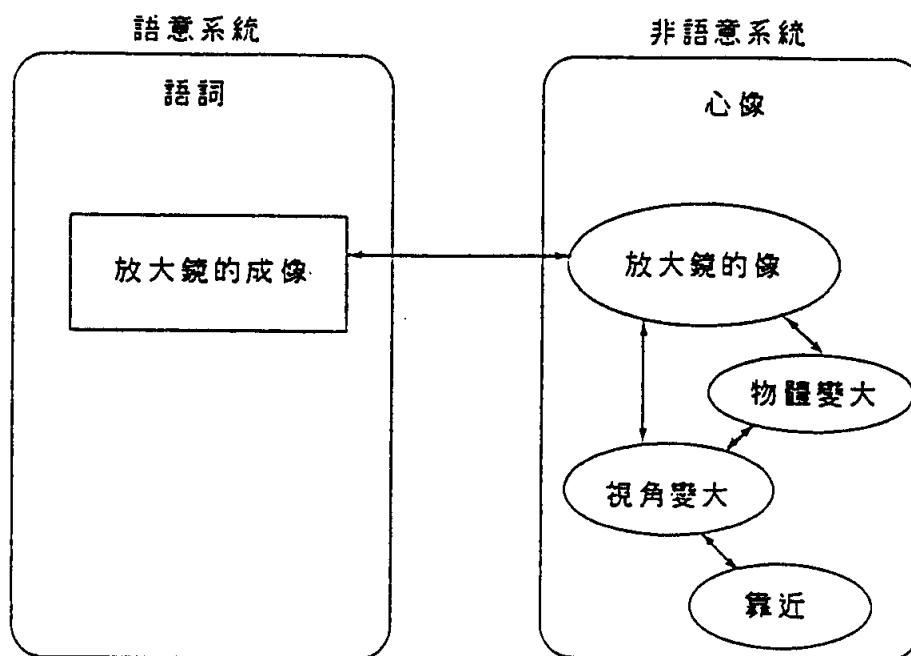 語意系統
語詞
放大鏡的成像
非語意系統
心像
放大鏡的像
物體變大
視角變大
靠近